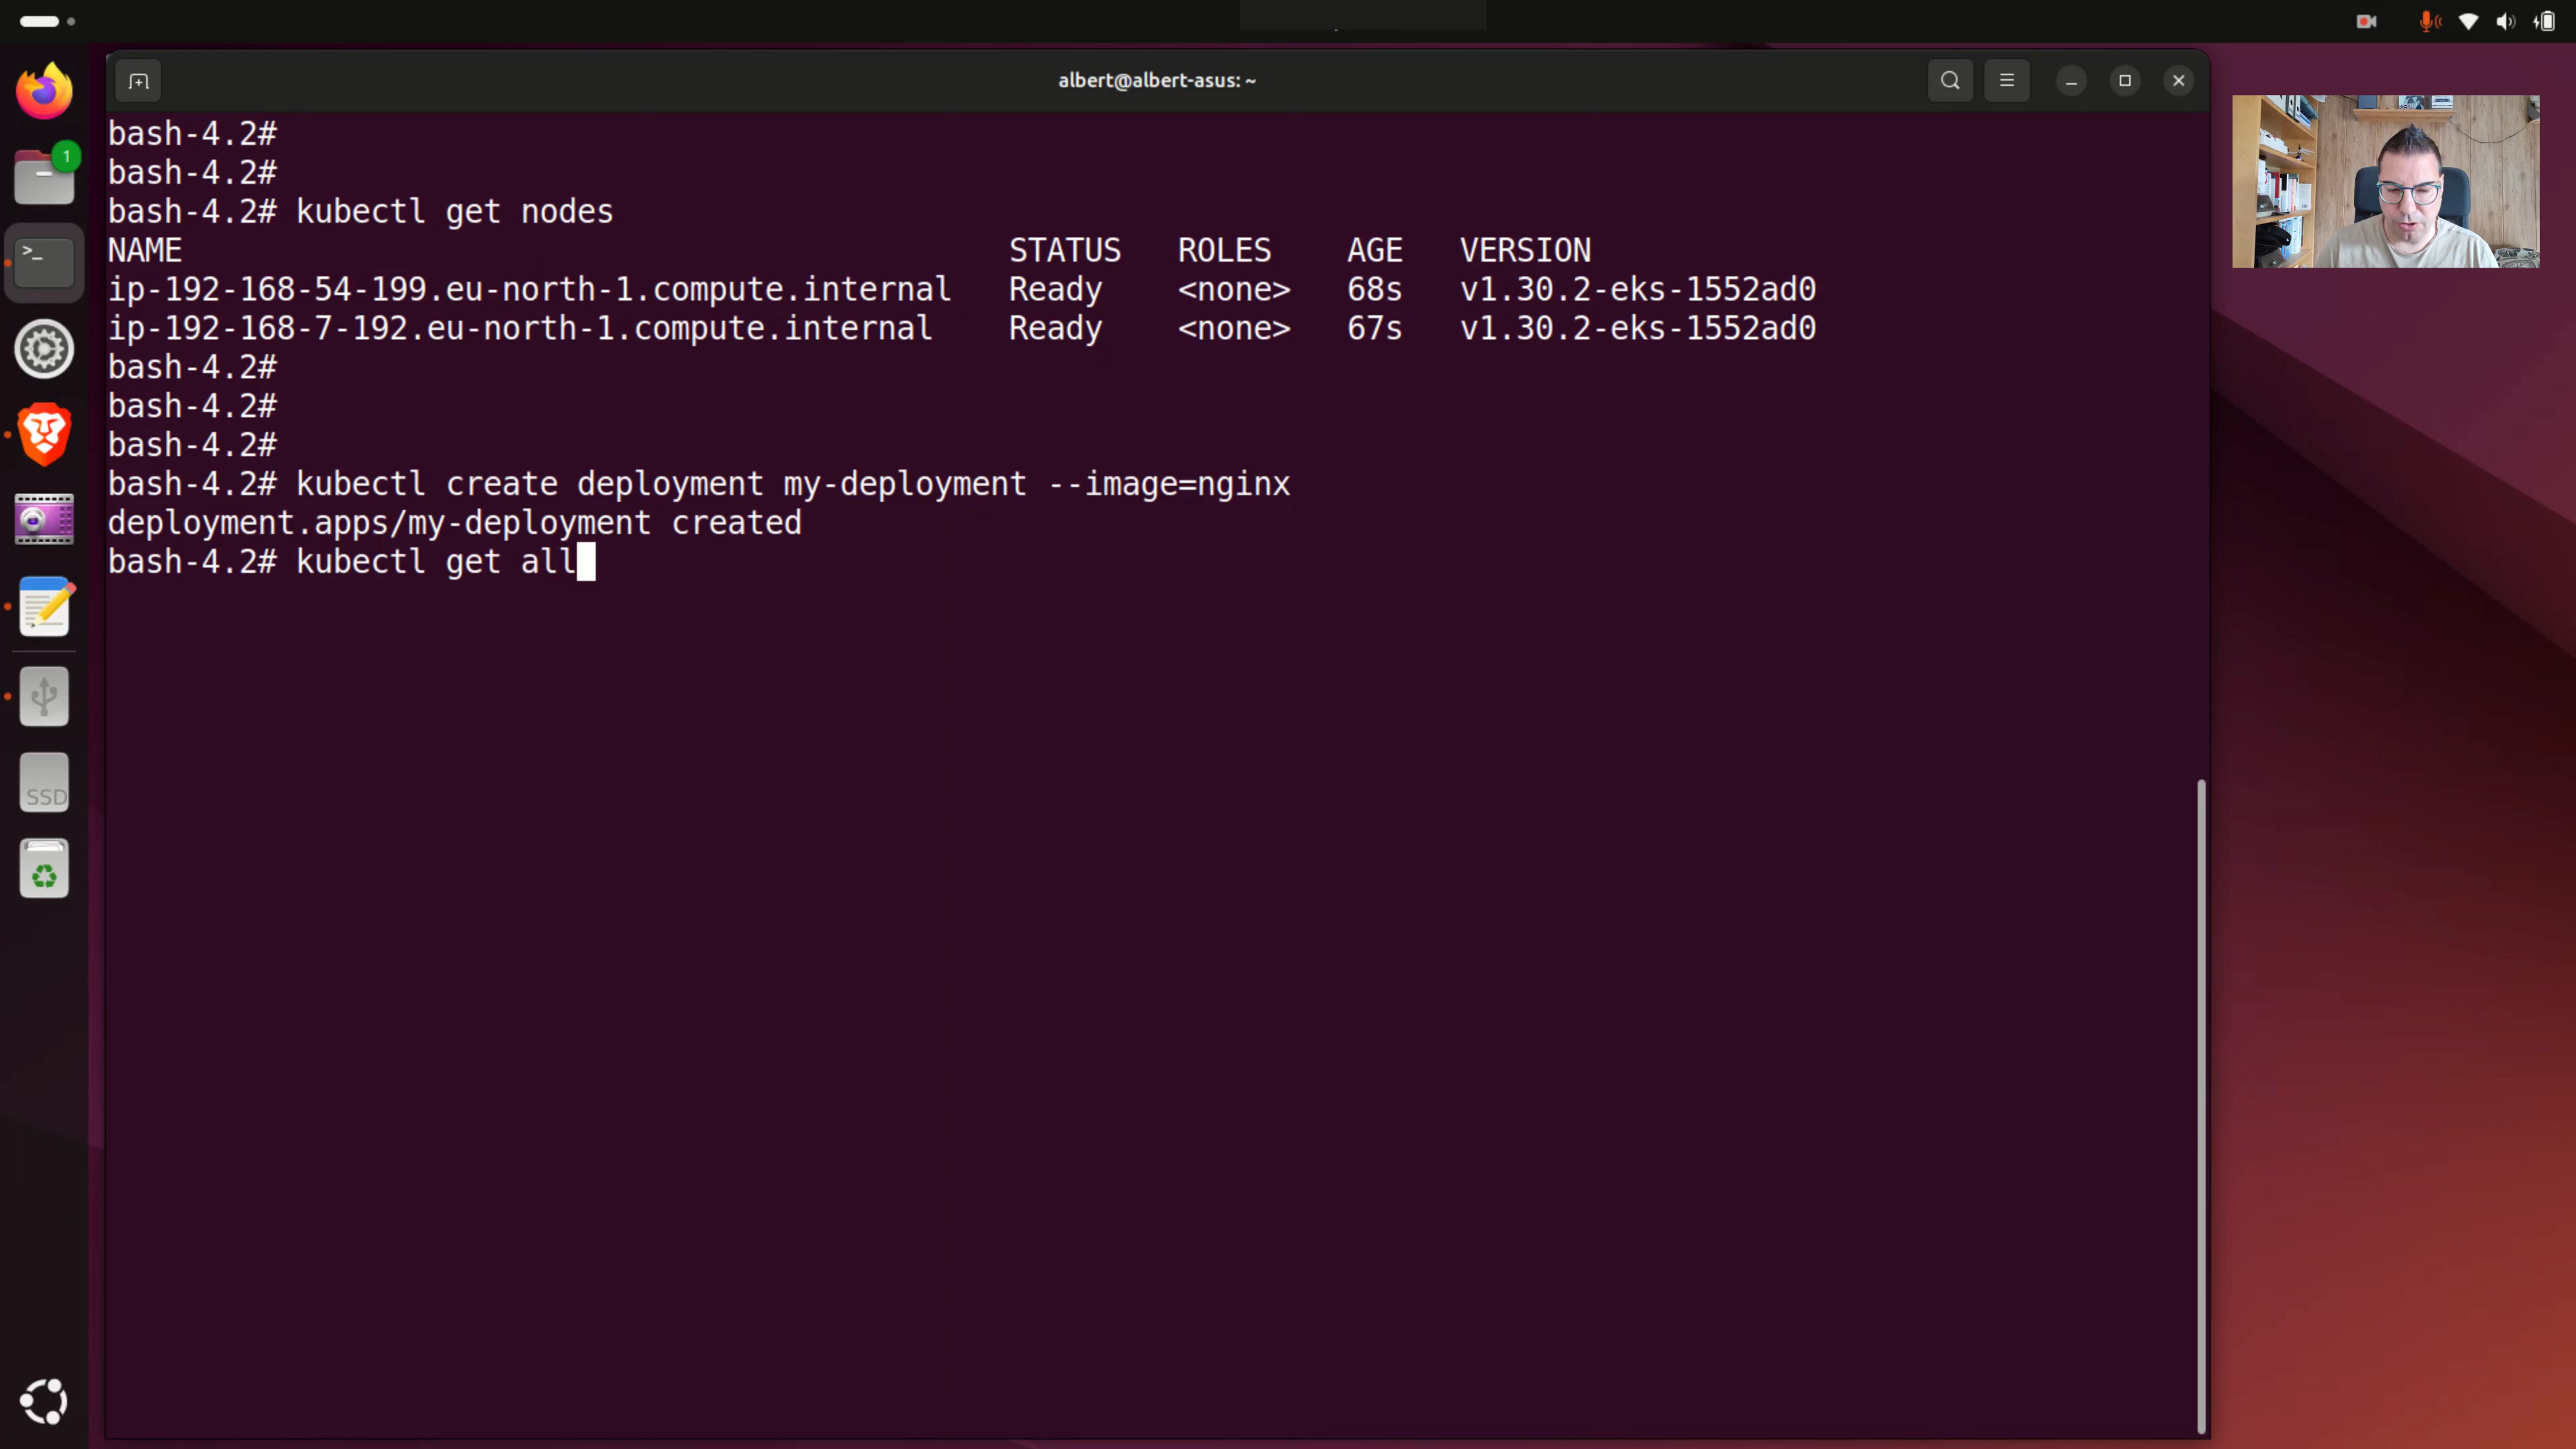 albert@albert-asus: ~
bash-4.2#
bash-4.2#
bash-4.2# kubectl get nodes
NAME STATUS ROLES AGE VERSION
ip-192-168-54-199.eu-north-1.compute.internal Ready <none> 68s v1.30.2-eks-1552ad0
ip-192-168-7-192.eu-north-1.compute.internal Ready <none> 67s v1.30.2-eks-1552ad0
bash-4.2#
bash-4.2#
bash-4.2#
bash-4.2# kubectl create deployment my-deployment --image=nginx
deployment.apps/my-deployment created
bash-4.2# kubectl get all
1
>_
SSD